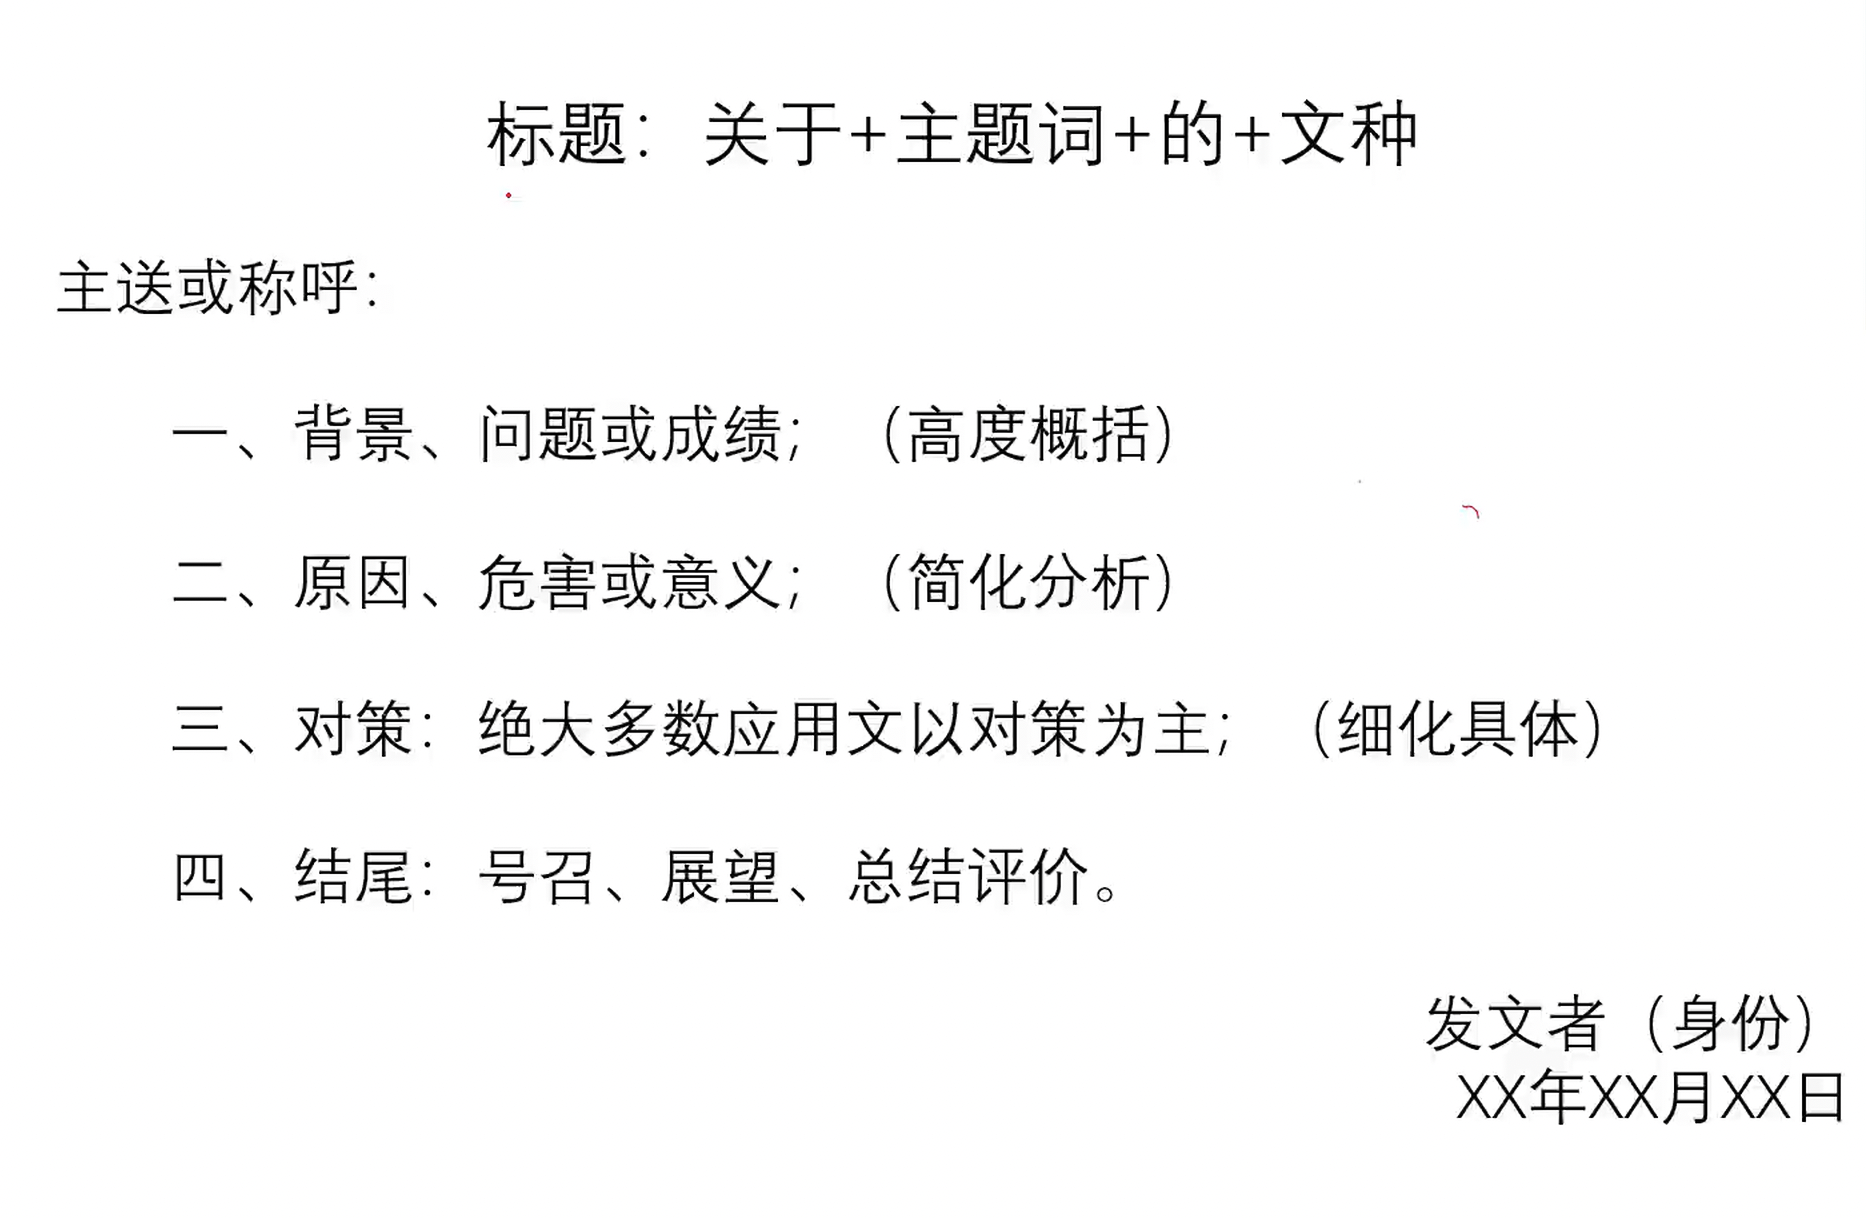 标题：关于+主题词+的+文种
主送或称呼：
一、背景、问题或成绩；（高度概括）
二、原因、危害或意义；（简化分析）
三、对策：绝大多数应用文以对策为主；（细化具体）
四、结尾：号召、展望、总结评价。
发文者（身份）
XX年XX月XX日